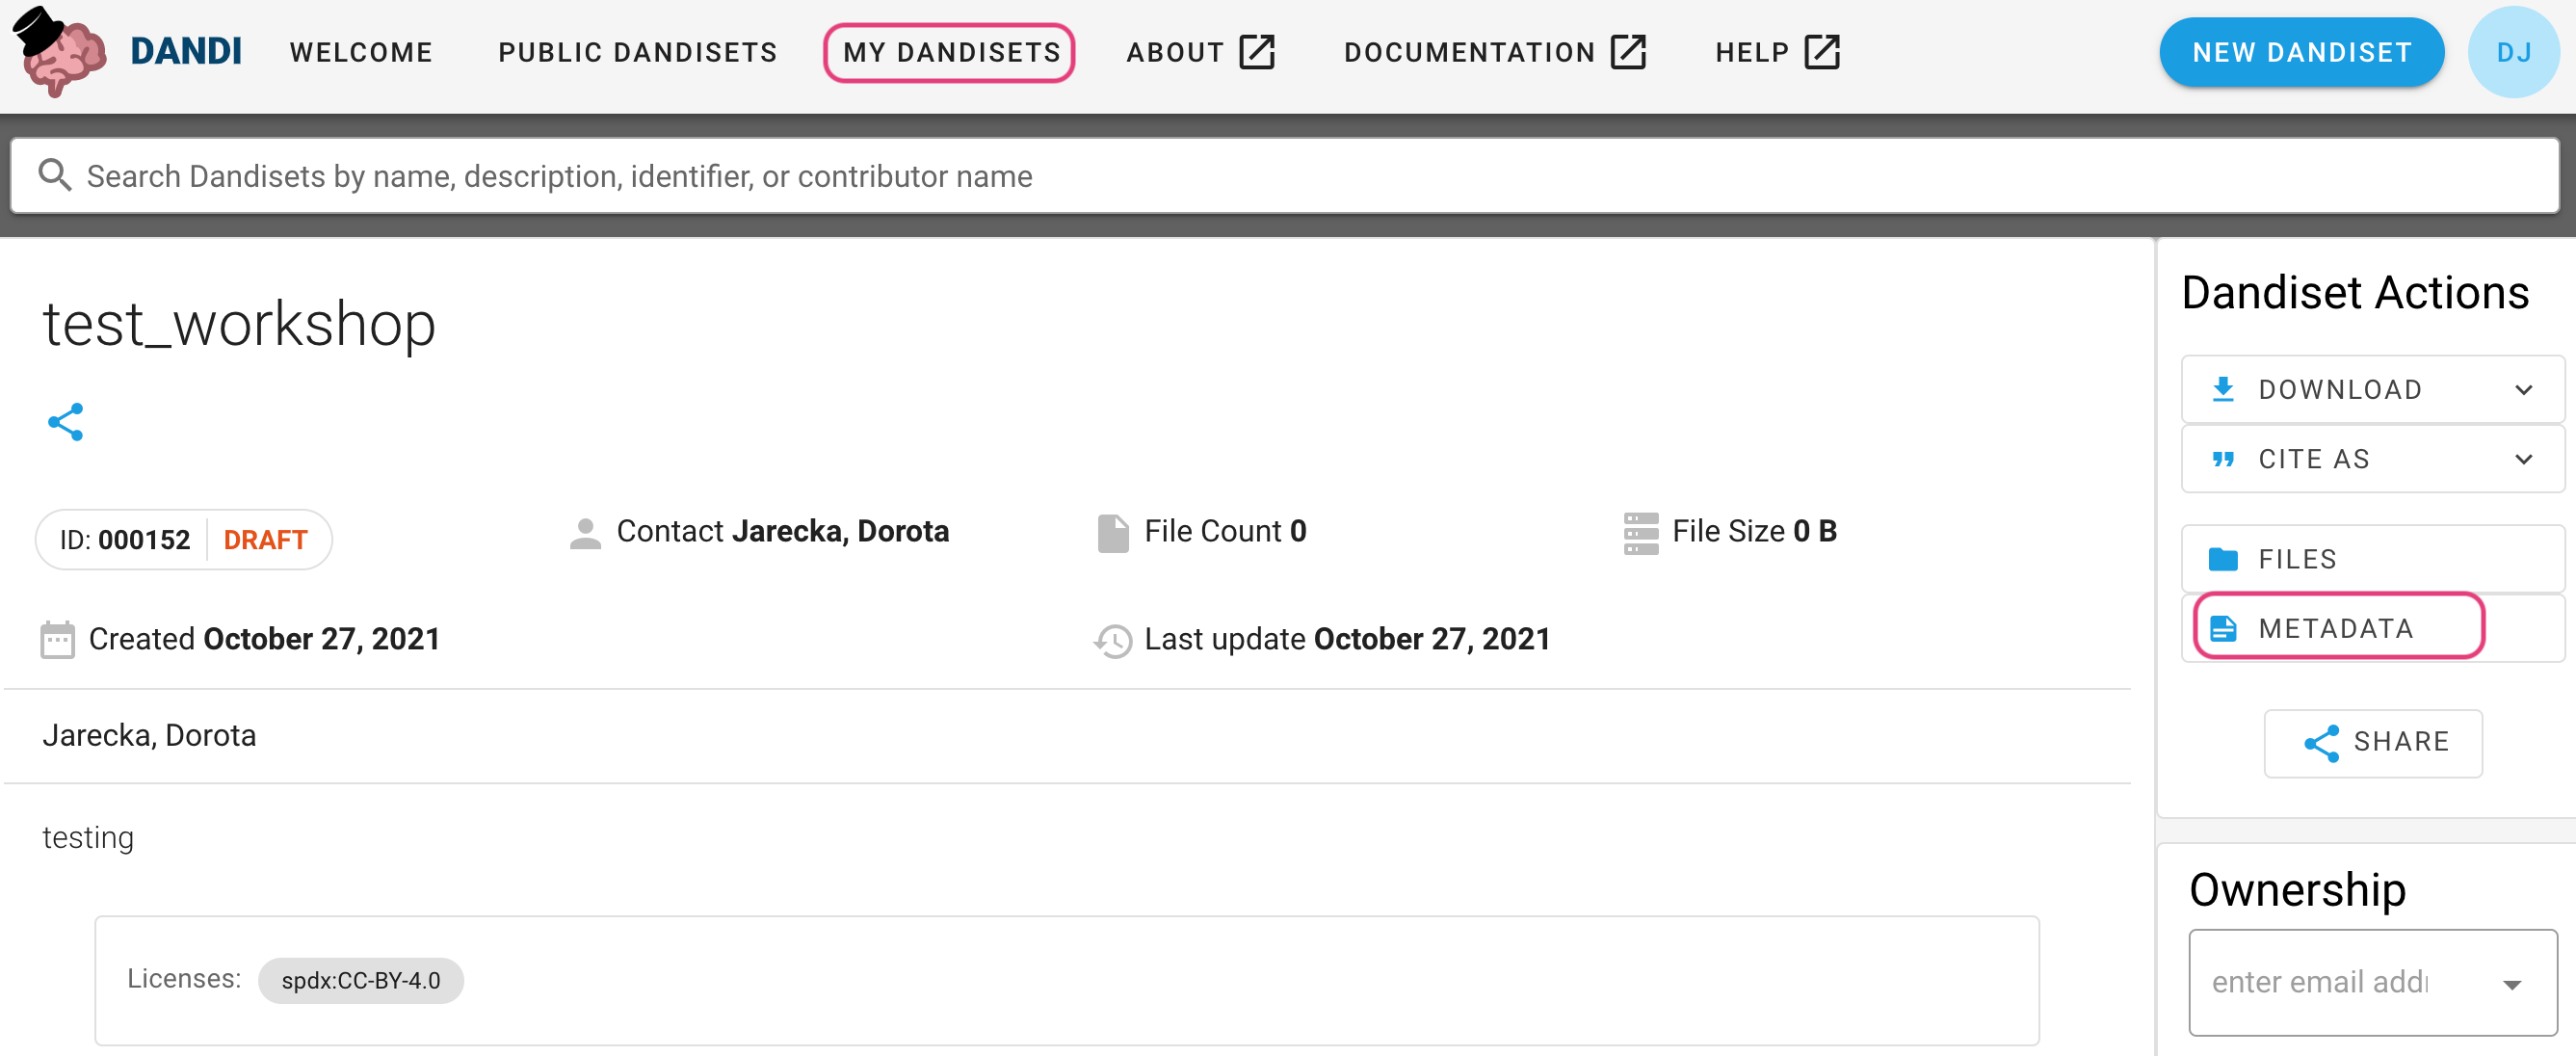 DANDI WELCOME PUBLIC DANDISETS MY DANDISETS ABOUT DOCUMENTATION HELP NEW DANDISET DJ
Search Dandisets by name, description, identifier, or contributor name
test_workshop
ID: 000152 DRAFT
Contact Jarecka, Dorota
File Count 0
File Size 0 B
Created October 27, 2021
Last update October 27, 2021
Jarecka, Dorota
testing
Licenses: spdx:CC-BY-4.0
Dandiset Actions
DOWNLOAD
CITE AS
FILES
METADATA
SHARE
Ownership
enter email add